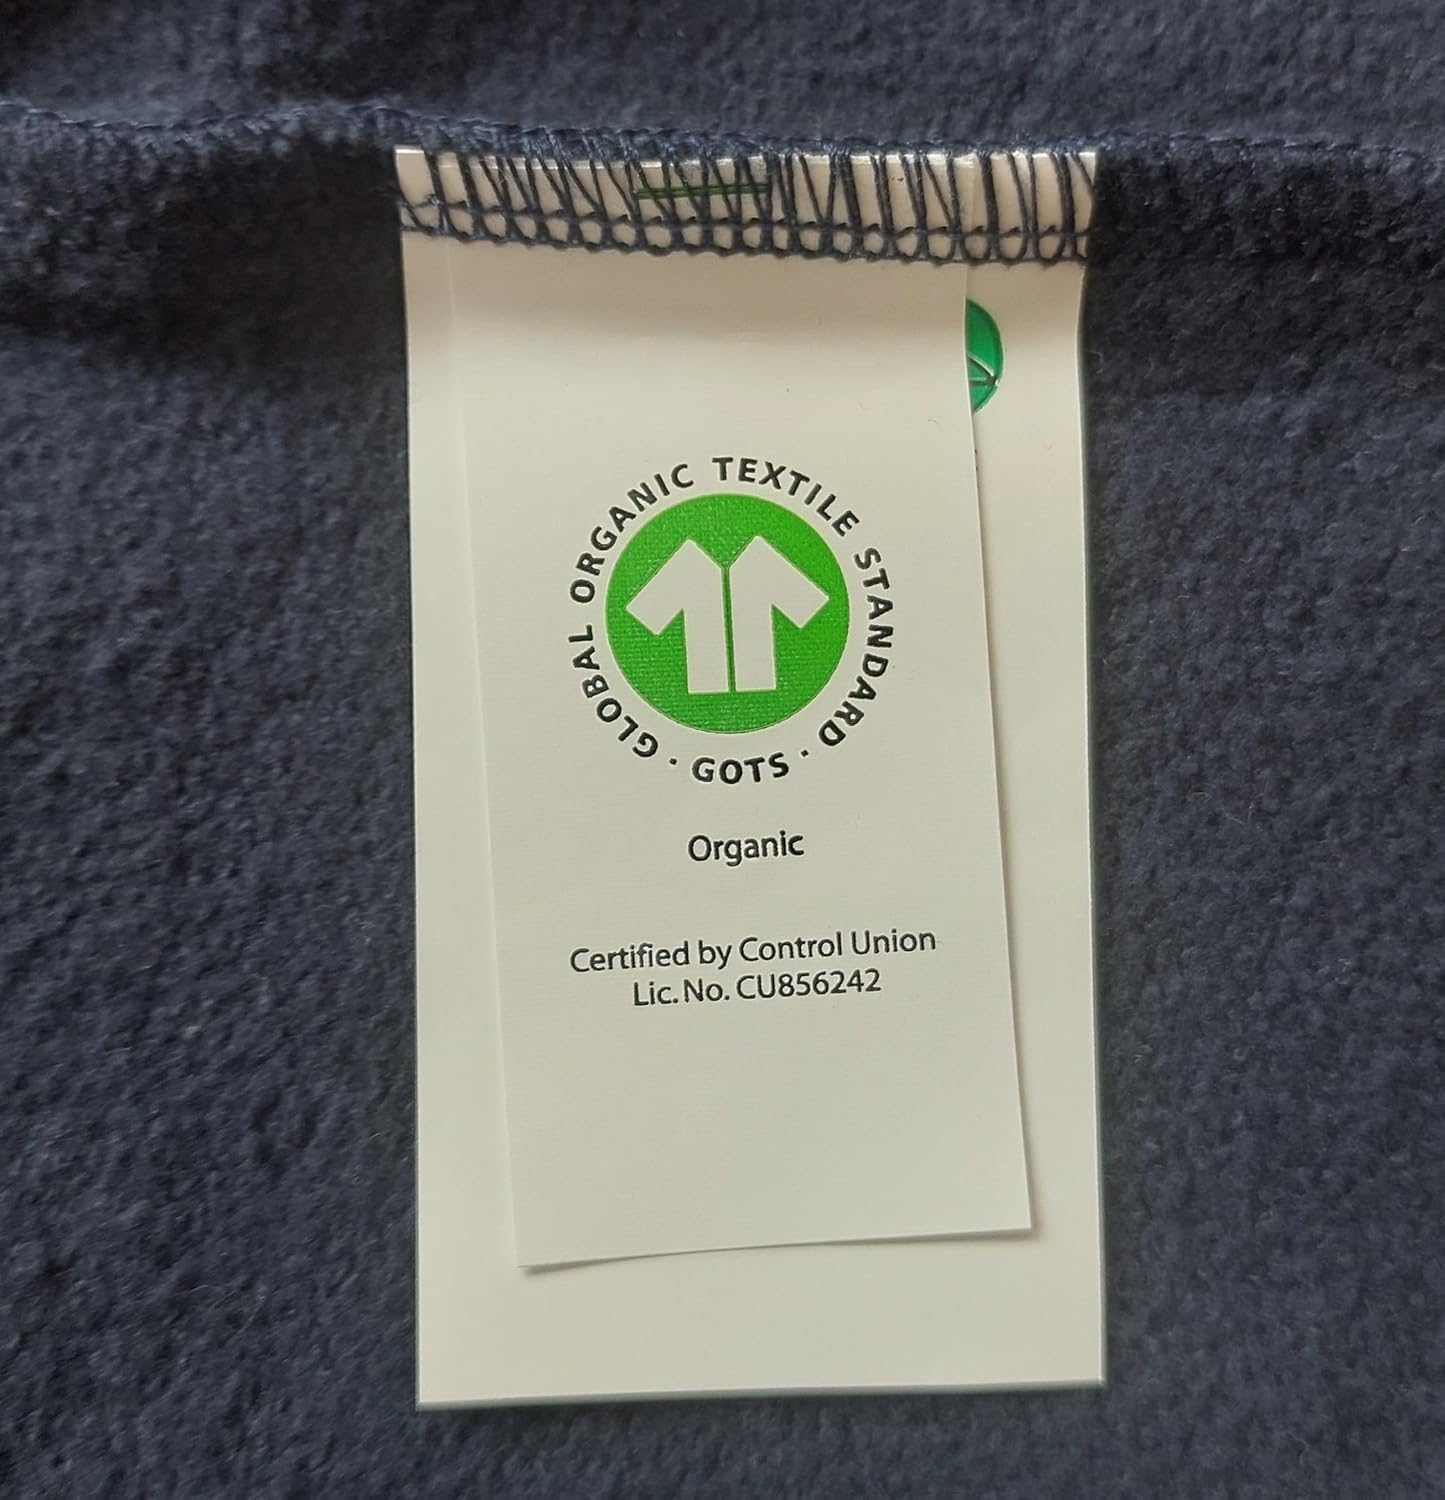 GLOBAL ORGANIC TEXTILE STANDARD · GOTS ·
Organic
Certified by Control Union
Lic. No. CU856242